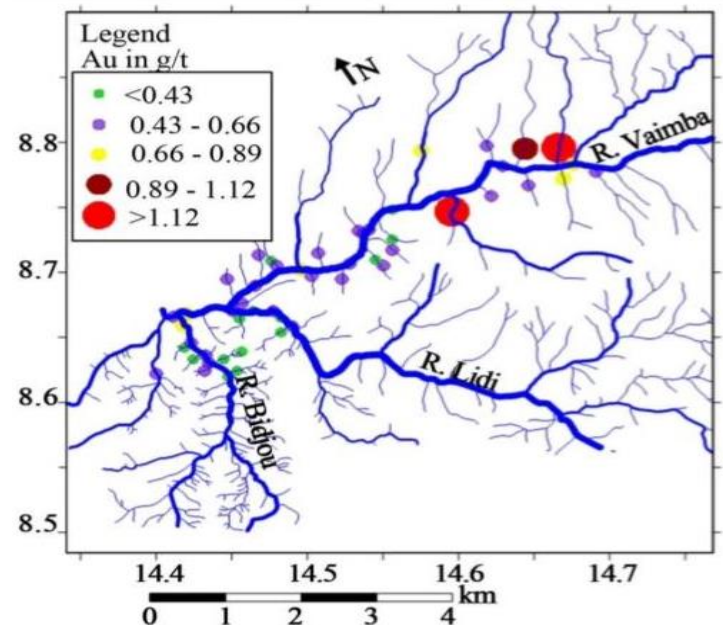 Legend
Au in g/t
<0.43
0.43 - 0.66
0.66 - 0.89
0.89 - 1.12
>1.12
N
8.8
8.7
8.6
8.5
R. Vaimba
R. Lidi
R. Bidjou
14.4 14.5 14.6 14.7
km
0 1 2 3 4